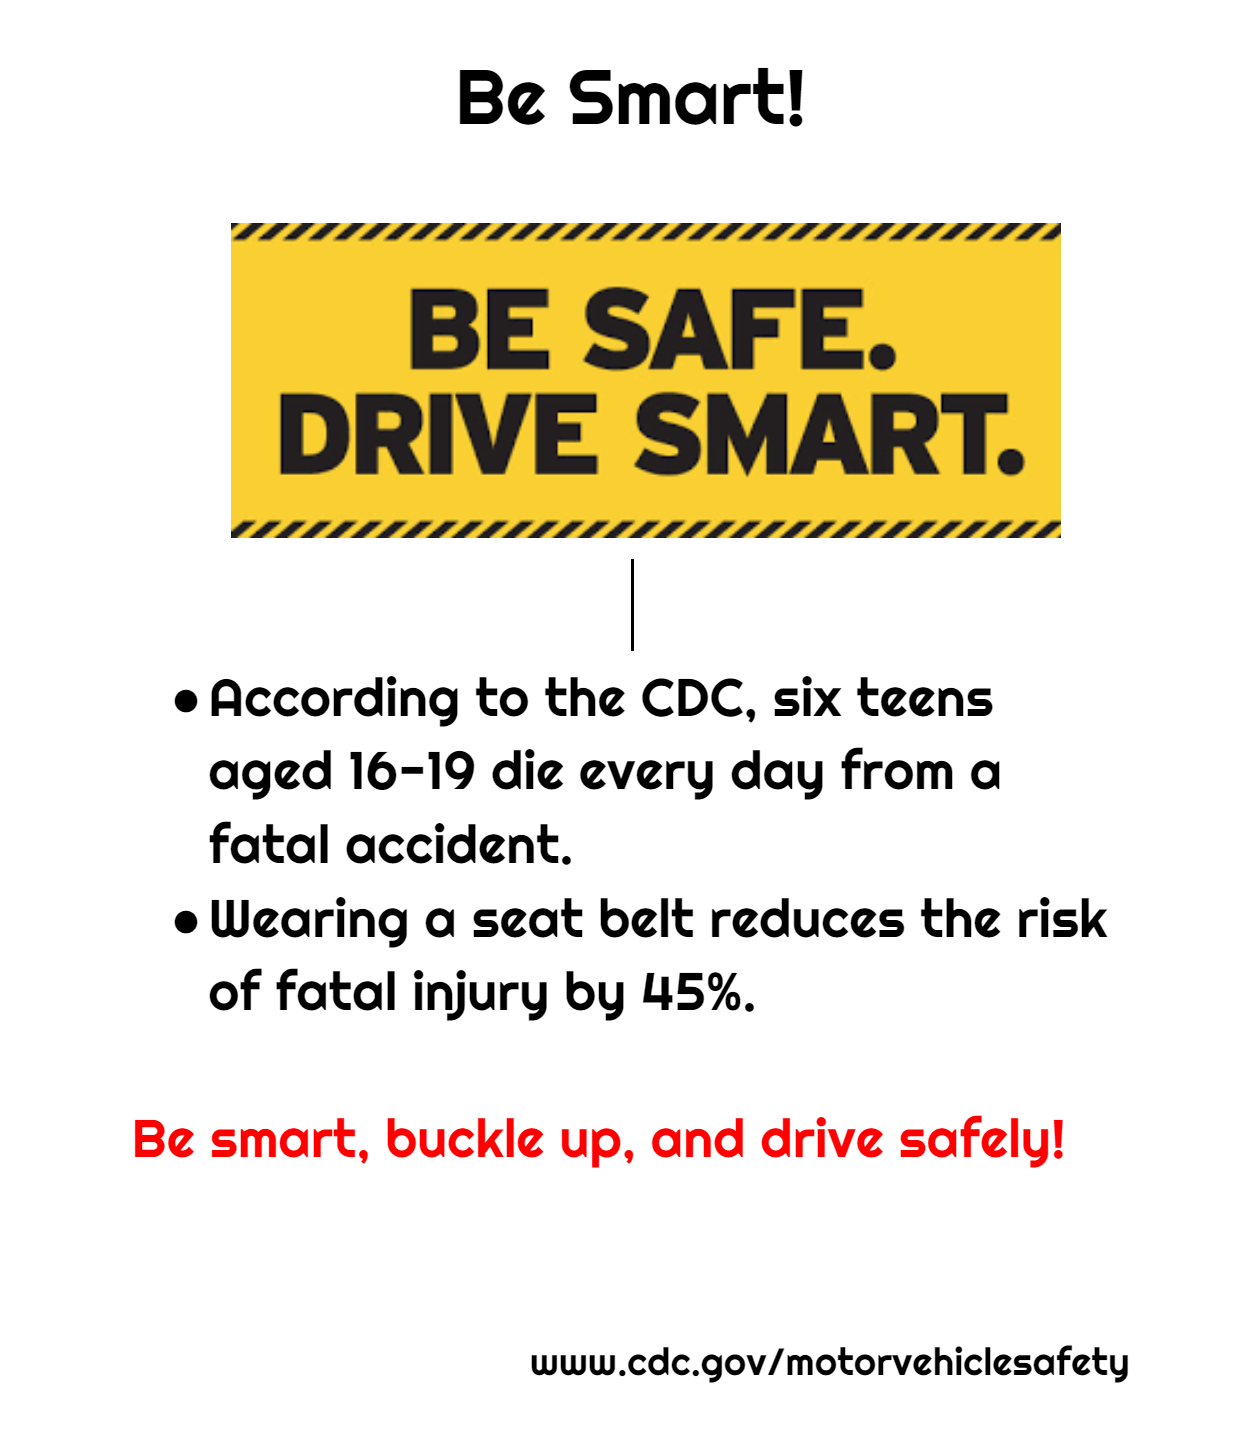 Be Smart!
BE SAFE.
DRIVE SMART.
● According to the CDC, six teens
aged 16-19 die every day from a
fatal accident.
● Wearing a seat belt reduces the risk
of fatal injury by 45%.
Be smart, buckle up, and drive safely!
www.cdc.gov/motorvehiclesafety